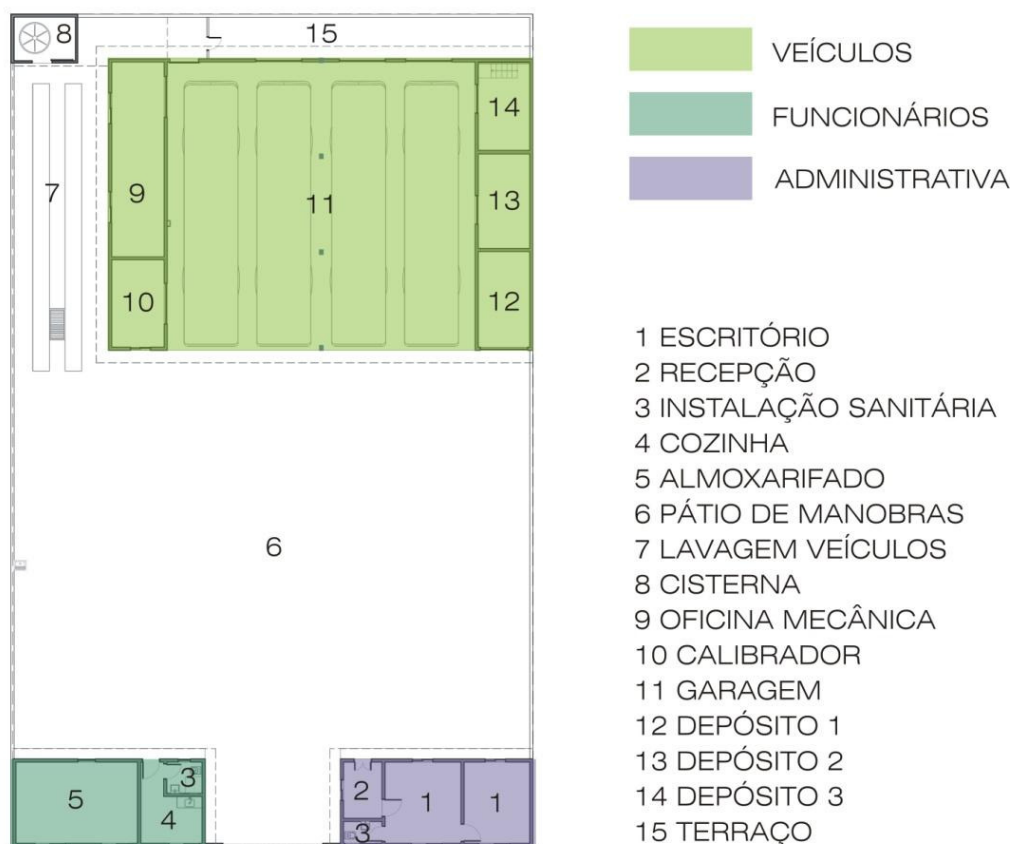 8
15
14
7
9
11
13
10
12
6
5
3
4
2
3
1
1
VEÍCULOS
FUNCIONÁRIOS
ADMINISTRATIVA
1 ESCRITÓRIO
2 RECEPÇÃO
3 INSTALAÇÃO SANITÁRIA
4 COZINHA
5 ALMOXARIFADO
6 PÁTIO DE MANOBRAS
7 LAVAGEM VEÍCULOS
8 CISTERNA
9 OFICINA MECÂNICA
10 CALIBRADOR
11 GARAGEM
12 DEPÓSITO 1
13 DEPÓSITO 2
14 DEPÓSITO 3
15 TERRAÇO